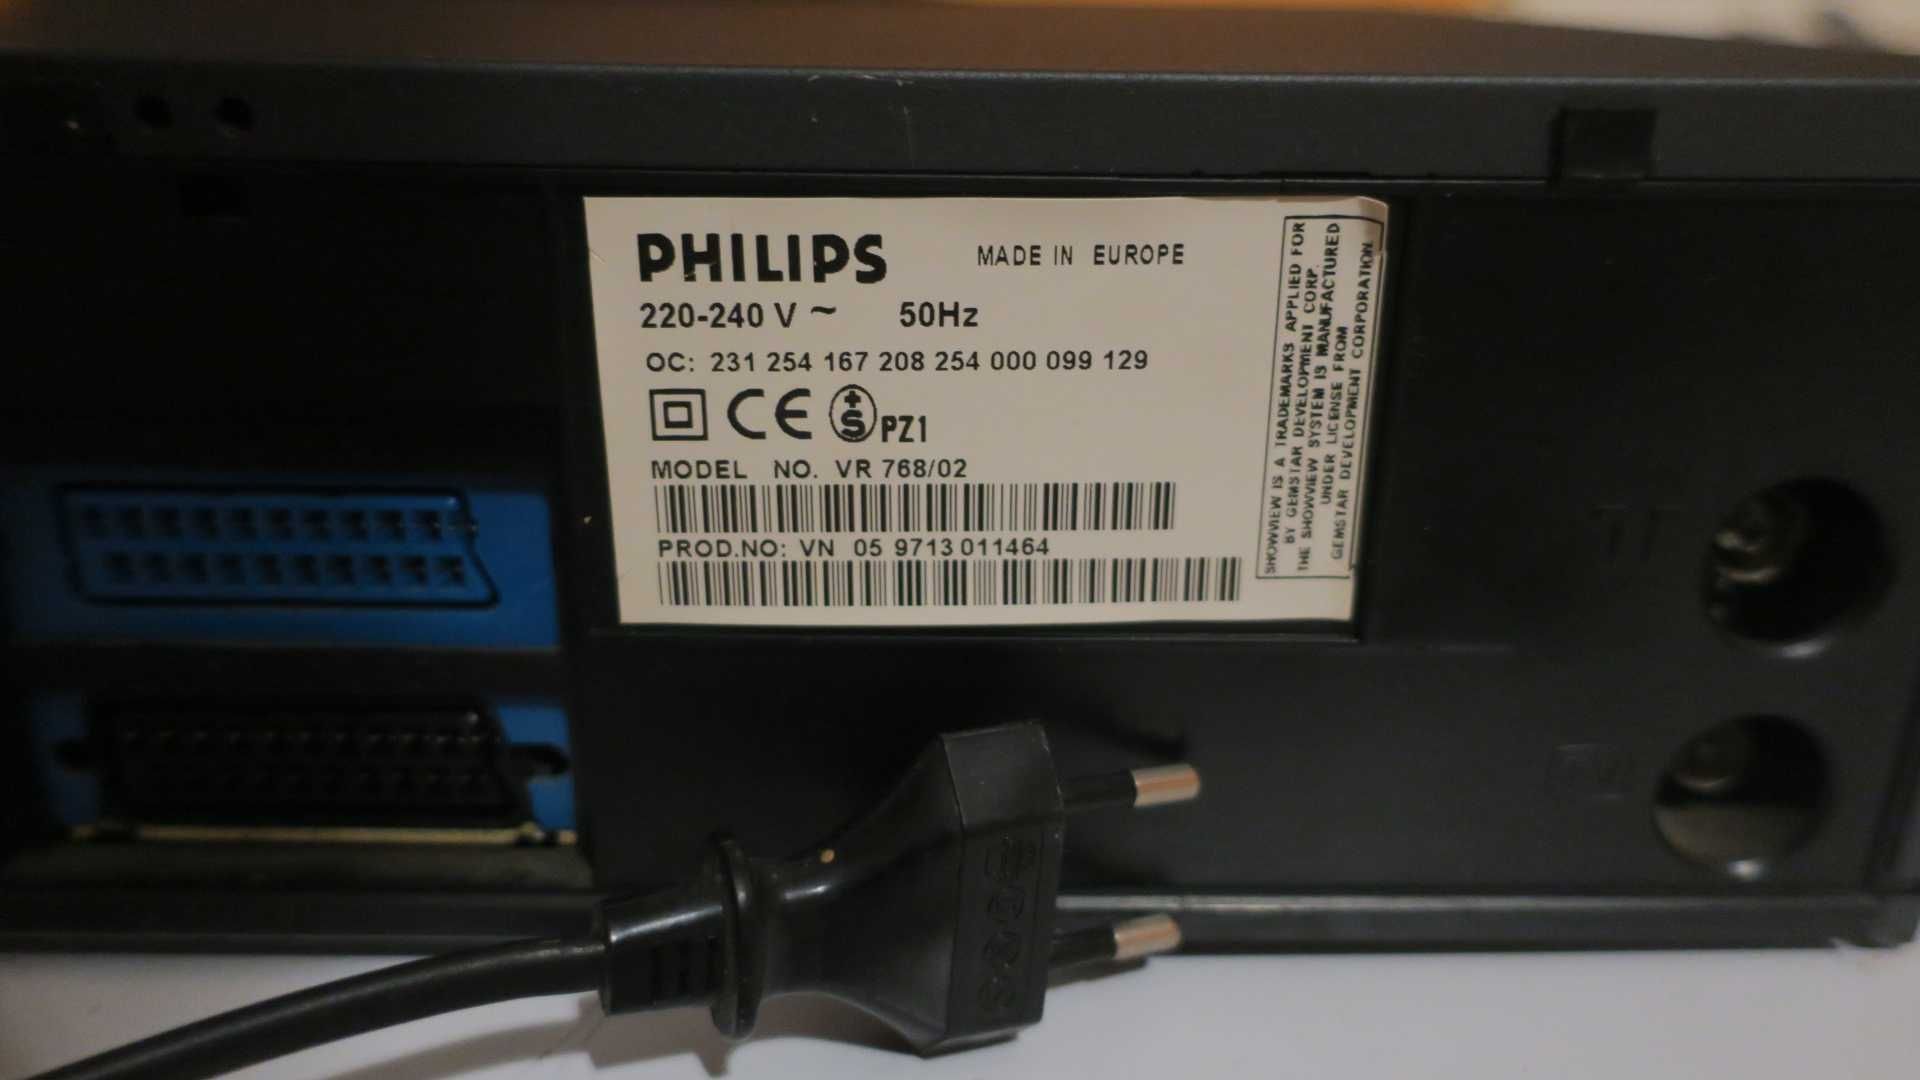 PHILIPS
MADE IN EUROPE
220-240 V ~ 50Hz
OC: 231 254 167 208 254 000 099 129
CE S PZ1
MODEL NO. VR 768/02
PROD.NO: VN 05 9713 011464
SHOWVIEW IS A TRADEMARKS APPLIED FOR
BY GEMSTAR DEVELOPMENT CORP.
THE SHOWVIEW SYSTEM IS MANUFACTURED
UNDER LICENSE FROM
GEMSTAR DEVELOPMENT CORPORATION